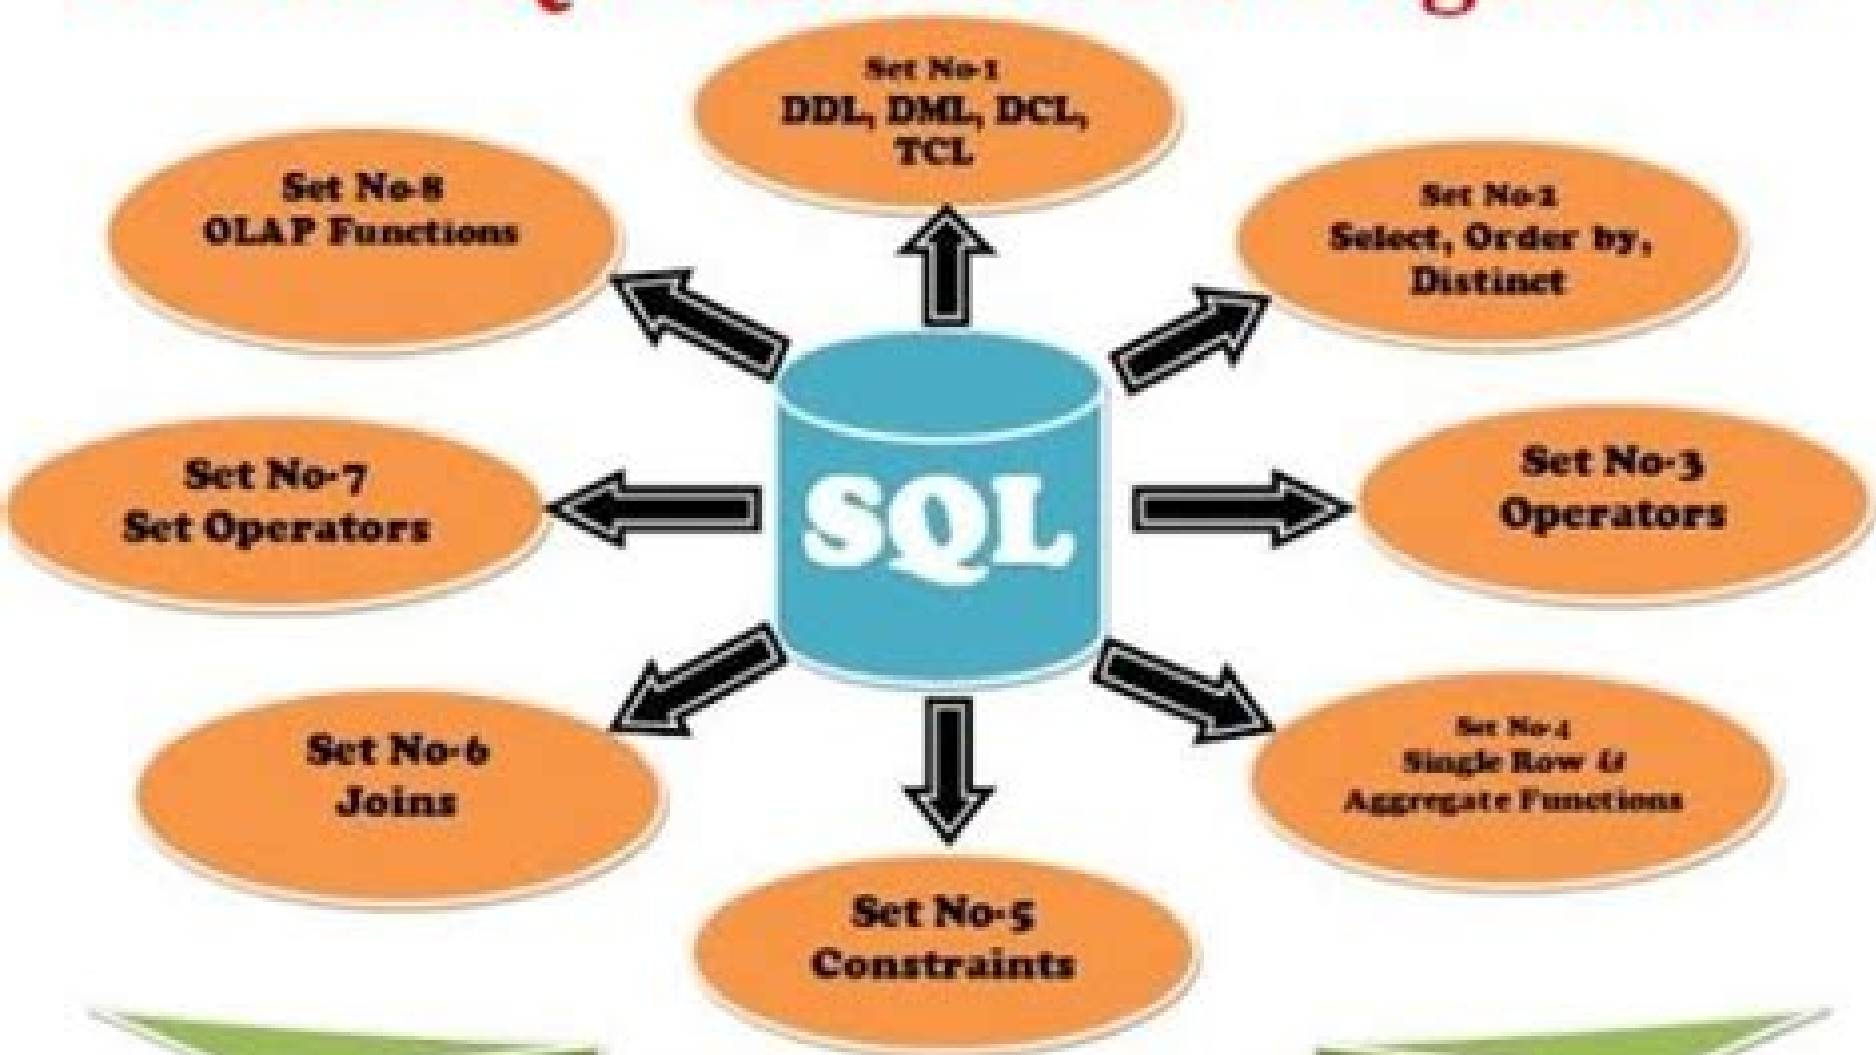 Set No-1
DDL, DML, DCL,
TCL
Set No-2
Select, Order by,
Distinct
Set No-3
Operators
Set No-4
Single Row &
Aggregate Functions
Set No-5
Constraints
Set No-6
Joins
Set No-7
Set Operators
Set No-8
OLAP Functions
SQL